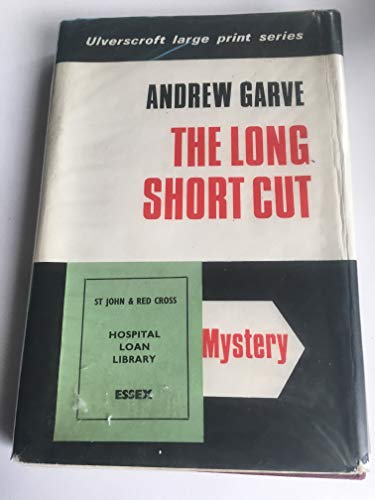 Ulverscroft large print series
ANDREW GARVE
THE LONG
SHORT CUT
ST JOHN & RED CROSS
HOSPITAL
LOAN
LIBRARY
ESSEX
Mystery